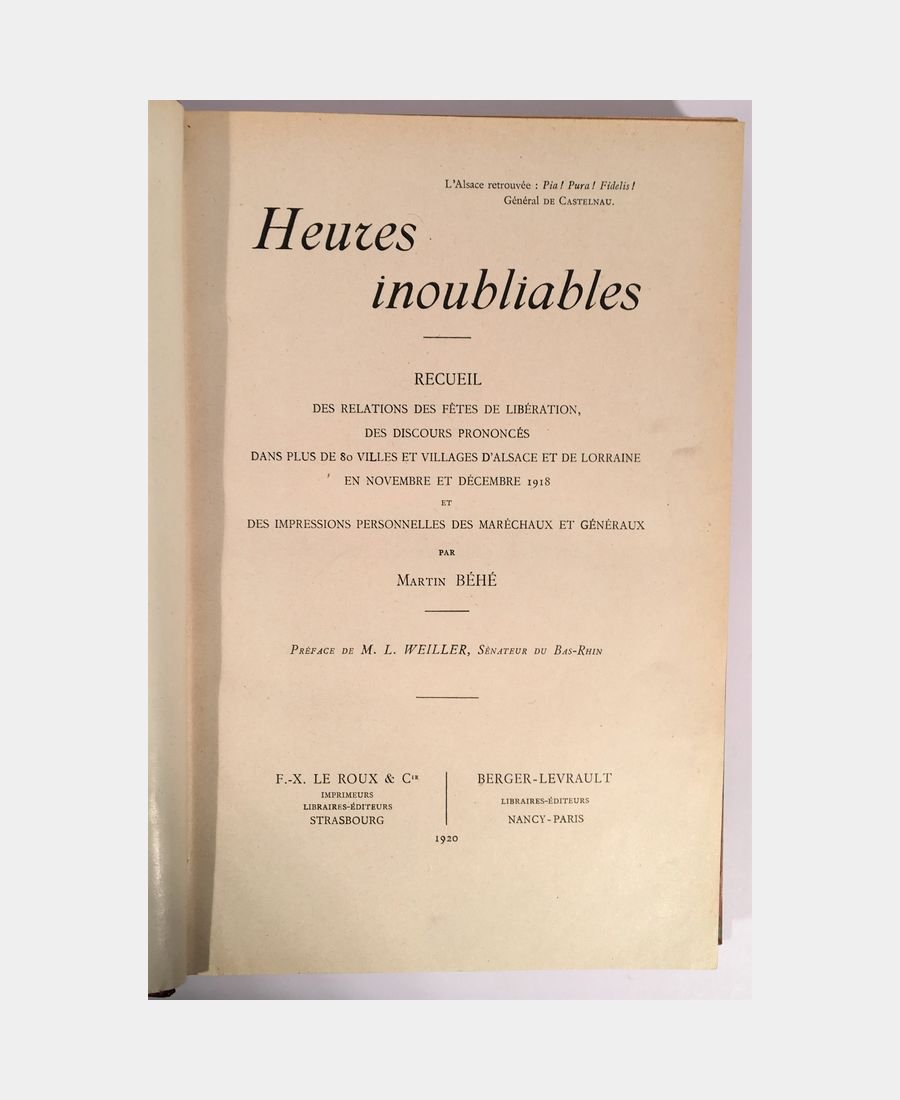 L'Alsace retrouvée : Pia ! Pura ! Fidelis !
Général DE CASTELNAU.
Heures
inoubliables
RECUEIL
DES RELATIONS DES FÊTES DE LIBÉRATION,
DES DISCOURS PRONONCÉS
DANS PLUS DE 80 VILLES ET VILLAGES D'ALSACE ET DE LORRAINE
EN NOVEMBRE ET DÉCEMBRE 1918
ET
DES IMPRESSIONS PERSONNELLES DES MARÉCHAUX ET GÉNÉRAUX
PAR
MARTIN BÉHÉ
PRÉFACE DE M. L. WEILLER, SÉNATEUR DU BAS-RHIN
F.-X. LE ROUX & Cie
IMPRIMEURS
LIBRAIRES-ÉDITEURS
STRASBOURG
BERGER-LEVRAULT
LIBRAIRES-ÉDITEURS
NANCY-PARIS
1920